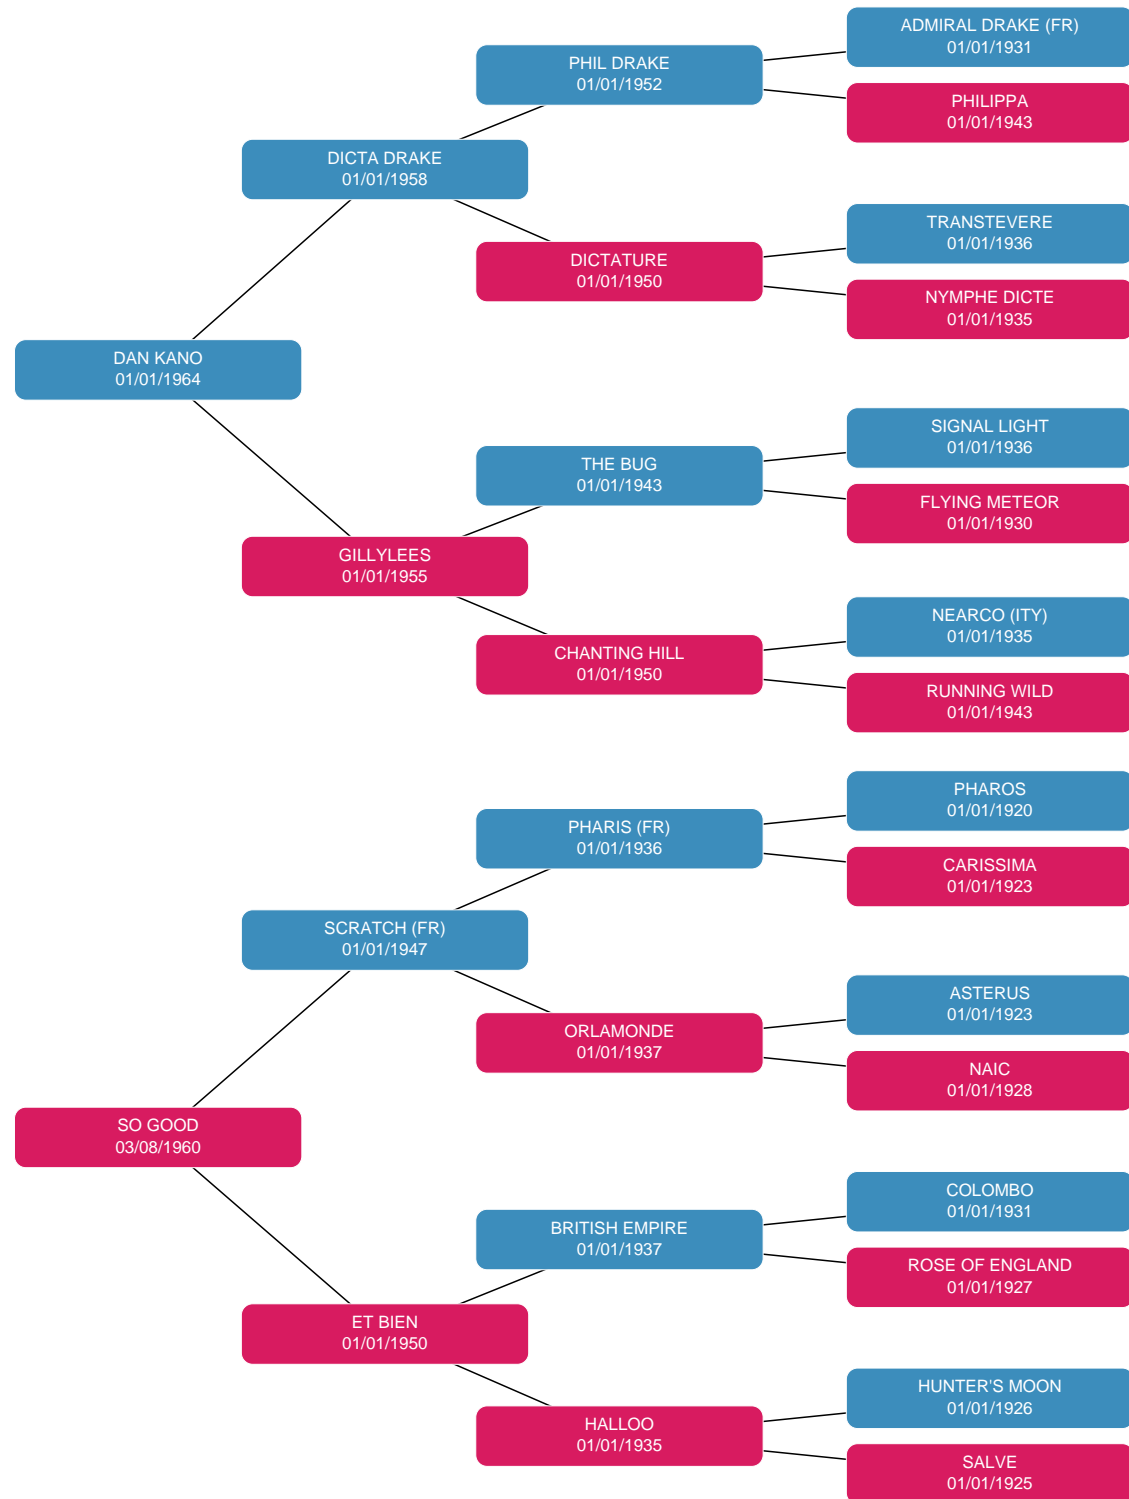 ADMIRAL DRAKE (FR)
01/01/1931
PHIL DRAKE
01/01/1952
PHILIPPA
01/01/1943
DICTA DRAKE
01/01/1958
TRANSTEVERE
01/01/1936
DICTATURE
01/01/1950
NYMPHE DICTE
01/01/1935
DAN KANO
01/01/1964
SIGNAL LIGHT
01/01/1936
THE BUG
01/01/1943
FLYING METEOR
01/01/1930
GILLYLEES
01/01/1955
NEARCO (ITY)
01/01/1935
CHANTING HILL
01/01/1950
RUNNING WILD
01/01/1943
PHAROS
01/01/1920
PHARIS (FR)
01/01/1936
CARISSIMA
01/01/1923
SCRATCH (FR)
01/01/1947
ASTERUS
01/01/1923
ORLAMONDE
01/01/1937
NAIC
01/01/1928
SO GOOD
03/08/1960
COLOMBO
01/01/1931
BRITISH EMPIRE
01/01/1937
ROSE OF ENGLAND
01/01/1927
ET BIEN
01/01/1950
HUNTER'S MOON
01/01/1926
HALLOO
01/01/1935
SALVE
01/01/1925